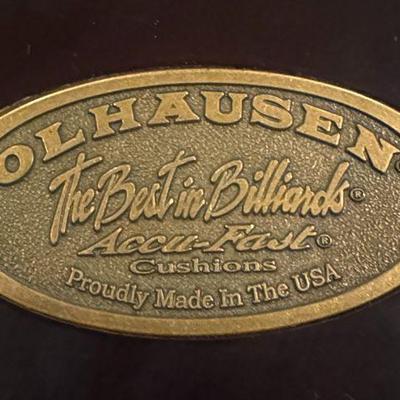 OLHAUSEN®
The Best in Billiards®
Accu-Fast®
Cushions
Proudly Made In The USA